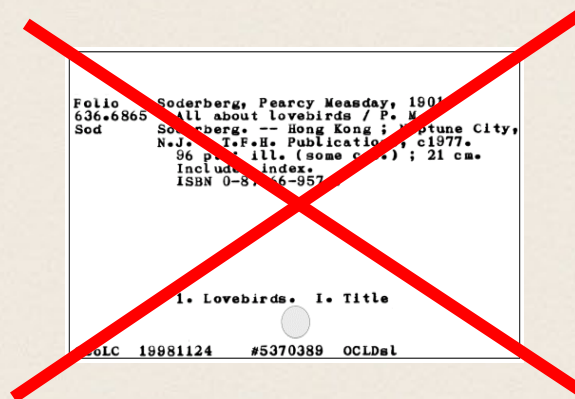 Folio Soderberg, Pearcy Measday, 1901
636.6865 All about lovebirds / P. M.
Sod Soderberg. -- Hong Kong ; Neptune City,
N.J. : T.F.H. Publications, c1977.
96 p. : ill. (some col.) ; 21 cm.
Includes index.
ISBN 0-87666-957-
1. Lovebirds. I. Title
19981124 #5370389 OCLDsl